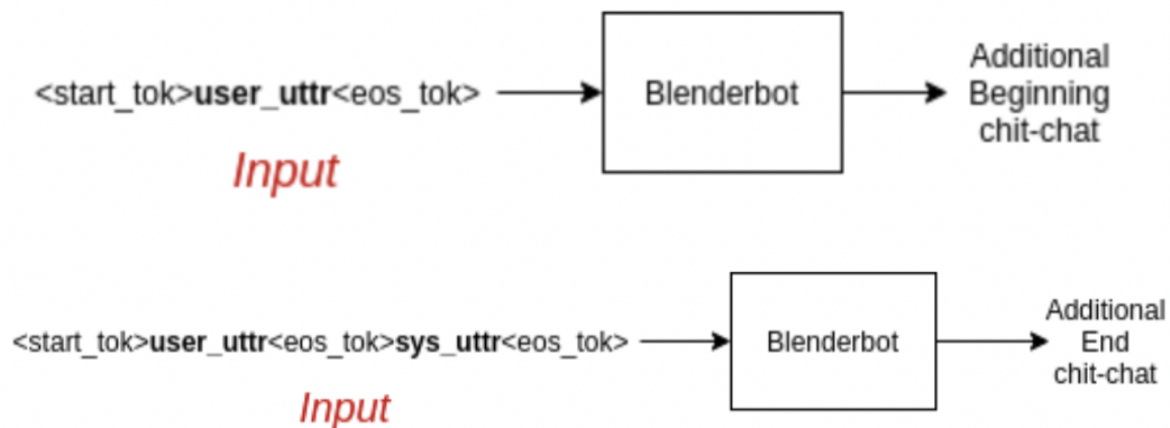 <start_tok>user_uttr<eos_tok>
Input
Blenderbot
Additional
Beginning
chit-chat
<start_tok>user_uttr<eos_tok>sys_uttr<eos_tok>
Input
Blenderbot
Additional
End
chit-chat